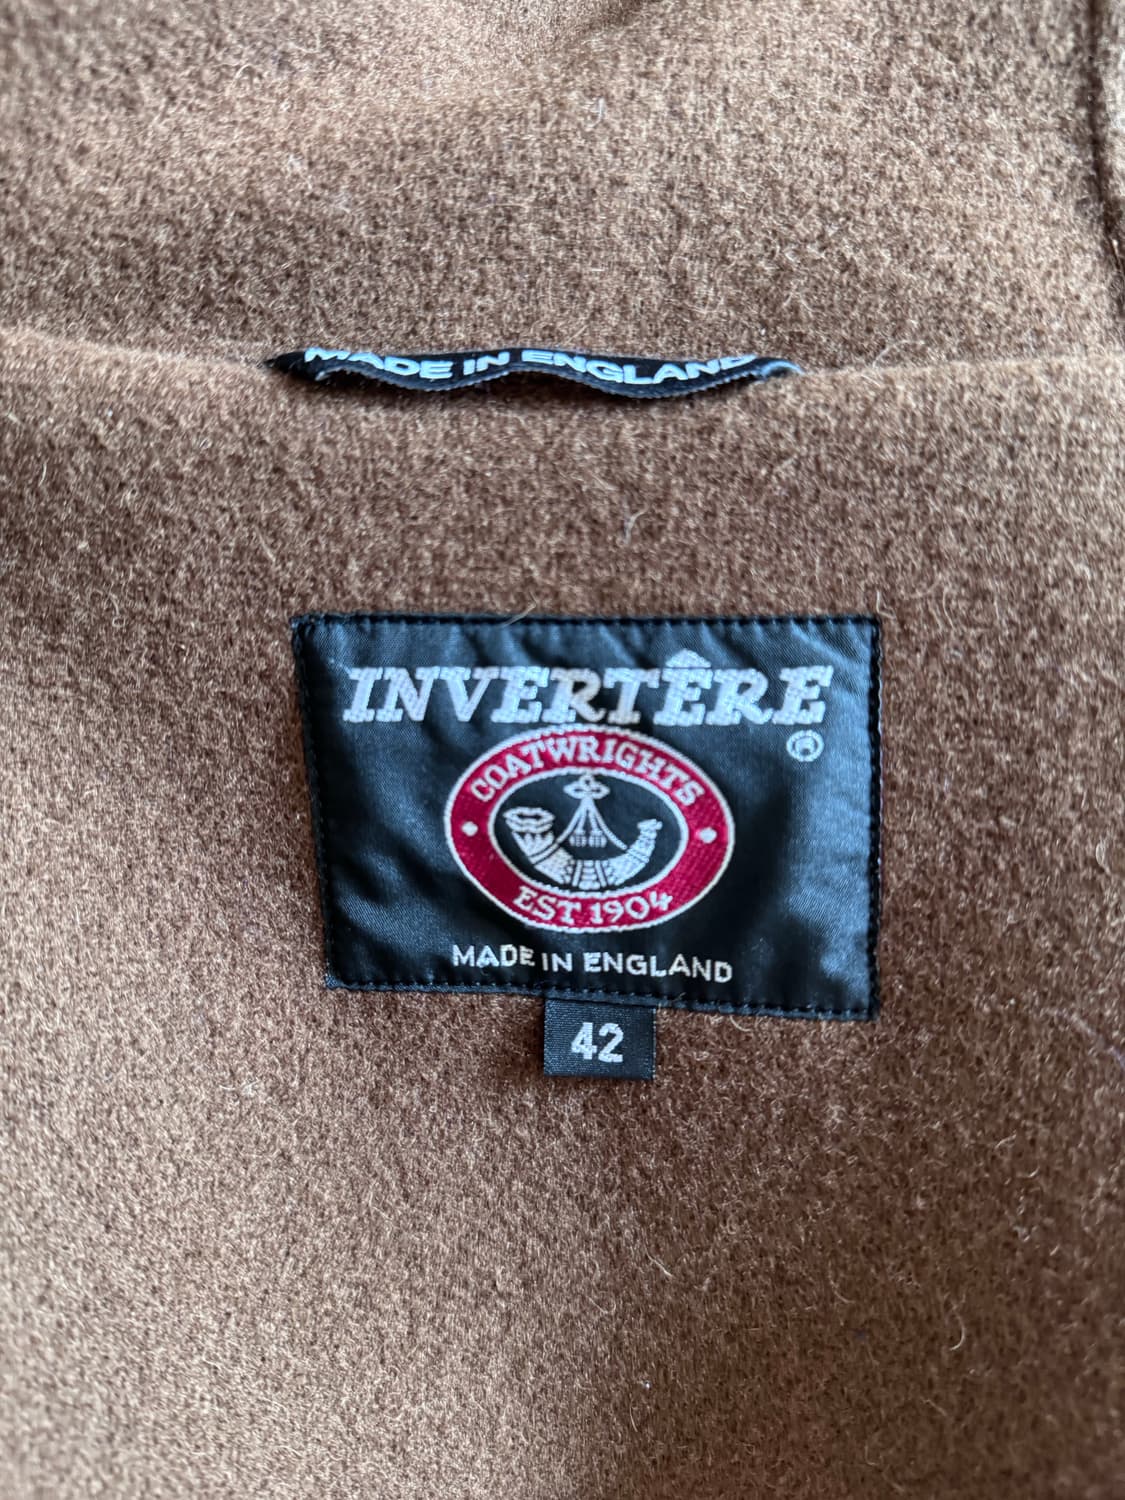 MADE IN ENGLAND
INVERTÊRE
®
COATWRIGHTS
EST 1904
MADE IN ENGLAND
42